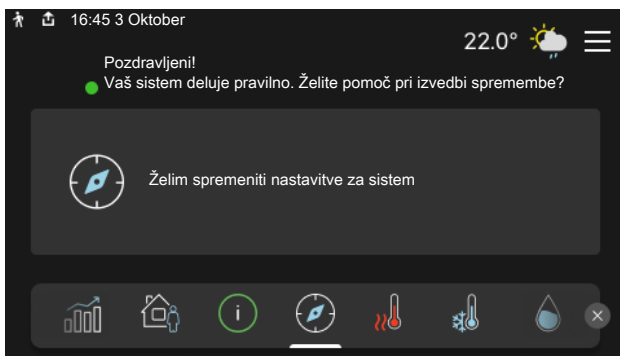 16:45 3 Oktober
22.0°
Pozdravljeni!
Vaš sistem deluje pravilno. Želite pomoč pri izvedbi spremembe?
Želim spremeniti nastavitve za sistem
i